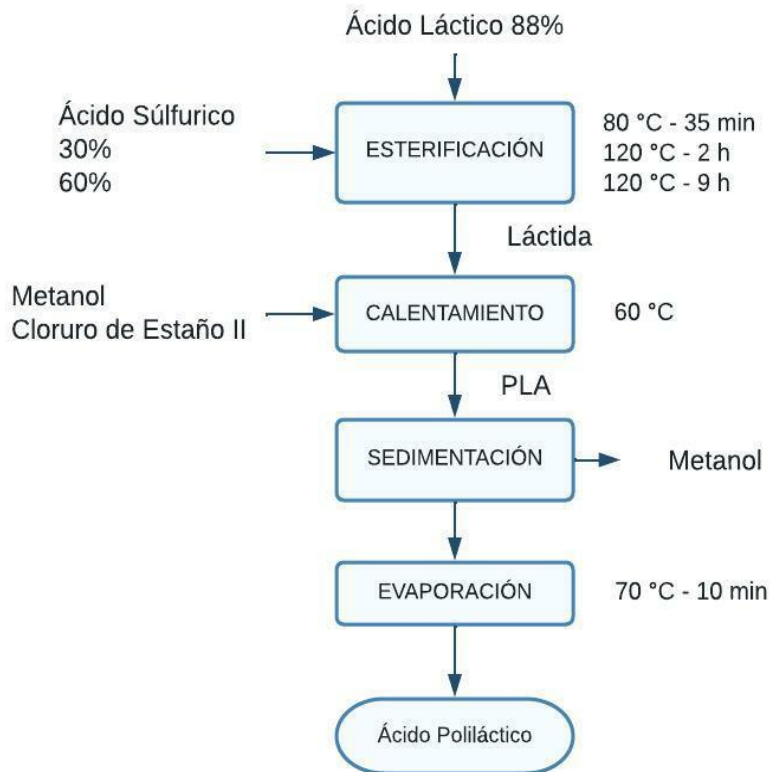 Ácido Láctico 88%
Ácido Súlfurico
30%
60%
ESTERIFICACIÓN
80 °C - 35 min
120 °C - 2 h
120 °C - 9 h
Láctida
Metanol
Cloruro de Estaño II
CALENTAMIENTO
60 °C
PLA
SEDIMENTACIÓN
Metanol
EVAPORACIÓN
70 °C - 10 min
Ácido Poliláctico